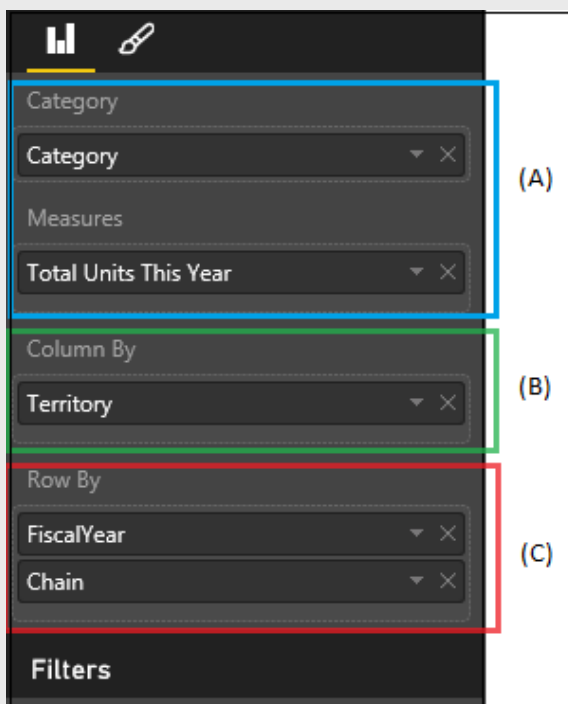 Category
Category
(A)
Measures
Total Units This Year
Column By
Territory
(B)
Row By
FiscalYear
Chain
(C)
Filters